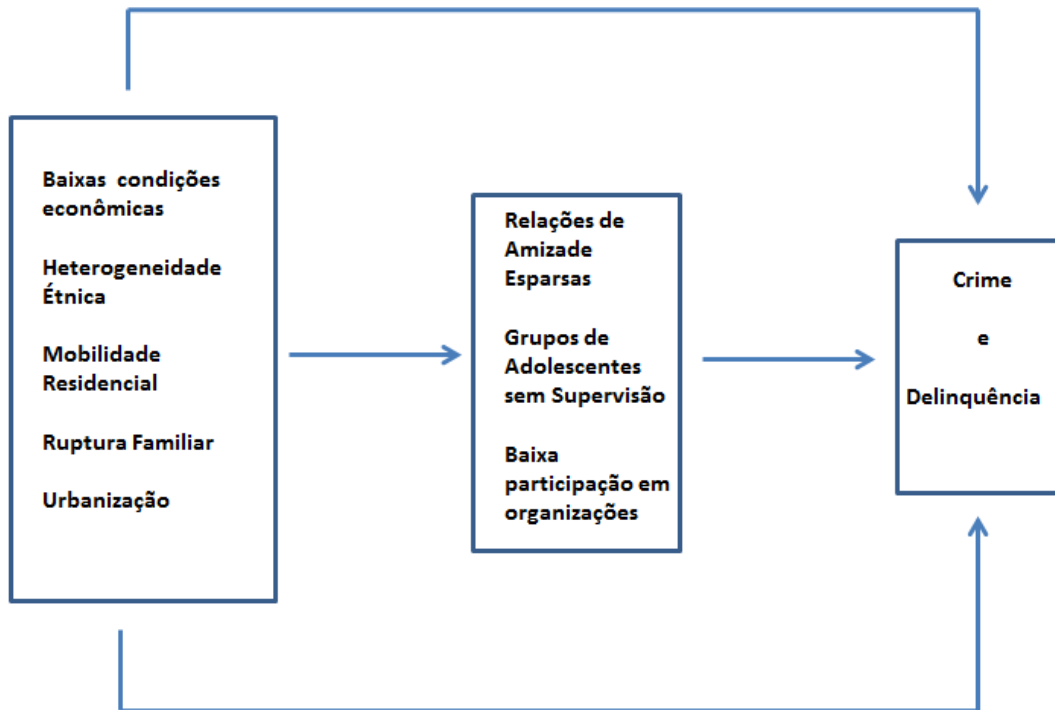 Baixas condições
econômicas
Heterogeneidade
Étnica
Mobilidade
Residencial
Ruptura Familiar
Urbanização
Relações de
Amizade
Esparsas
Grupos de
Adolescentes
sem Supervisão
Baixa
participação em
organizações
Crime
e
Delinquência